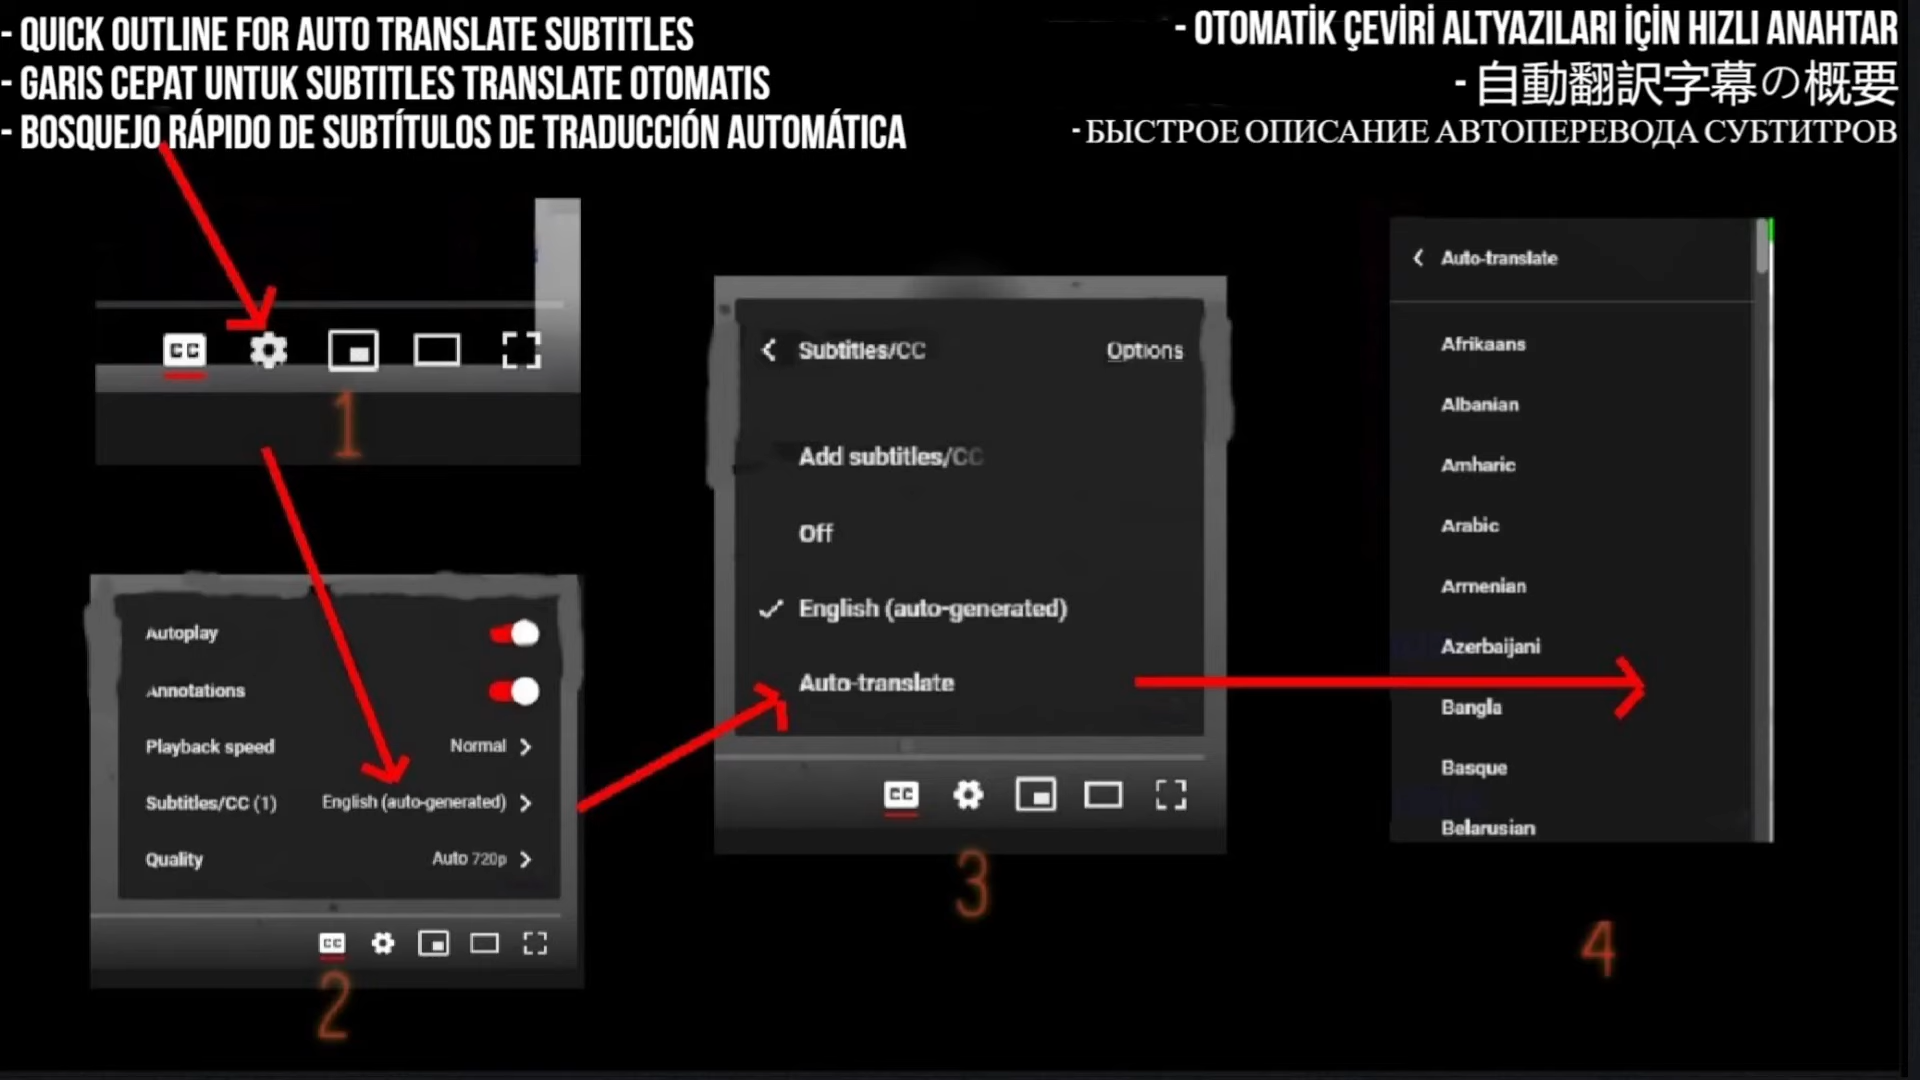 - QUICK OUTLINE FOR AUTO TRANSLATE SUBTITLES
- GARIS CEPAT UNTUK SUBTITLES TRANSLATE OTOMATIS
- BOSQUEJO RÁPIDO DE SUBTÍTULOS DE TRADUCCIÓN AUTOMÁTICA
- OTOMATİK ÇEVİRİ ALTYAZILARI İÇİN HIZLI ANAHTAR
- 自動翻訳字幕の概要
- БЫСТРОЕ ОПИСАНИЕ АВТОПЕРЕВОДА СУБТИТРОВ
CC
1
Autoplay
Annotations
Playback speed Normal
Subtitles/CC (1) English (auto-generated)
Quality Auto 720p
CC
2
Subtitles/CC Options
Add subtitles/CC
Off
English (auto-generated)
Auto-translate
CC
3
Auto-translate
Afrikaans
Albanian
Amharic
Arabic
Armenian
Azerbaijani
Bangla
Basque
Belarusian
4